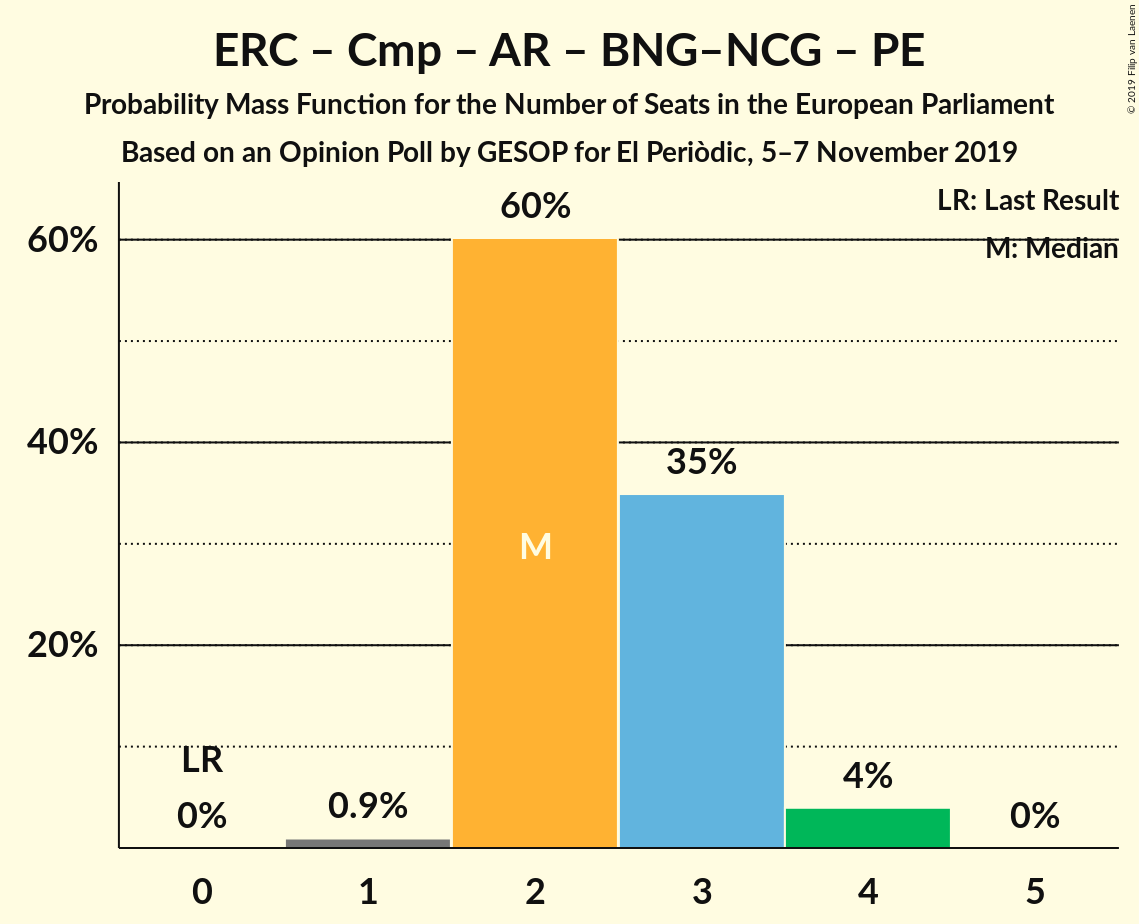 ERC – Cmp – AR – BNG–NCG – PE
Probability Mass Function for the Number of Seats in the European Parliament
Based on an Opinion Poll by GESOP for El Periòdic, 5–7 November 2019
© 2019 Filip van Laenen
LR: Last Result
M: Median
60%
40%
20%
60%
M
35%
LR
0%
0.9%
4%
0%
0 1 2 3 4 5